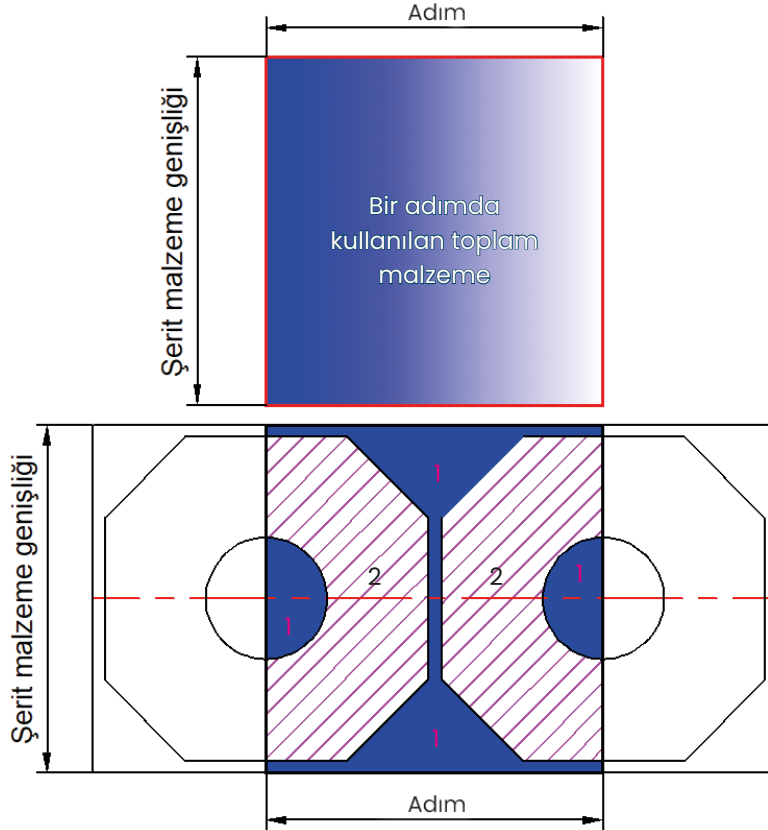 Adım
Şerit malzeme genişliği
Bir adımda
kullanılan toplam
malzeme
Şerit malzeme genişliği
1
2
2
1
1
1
Adım